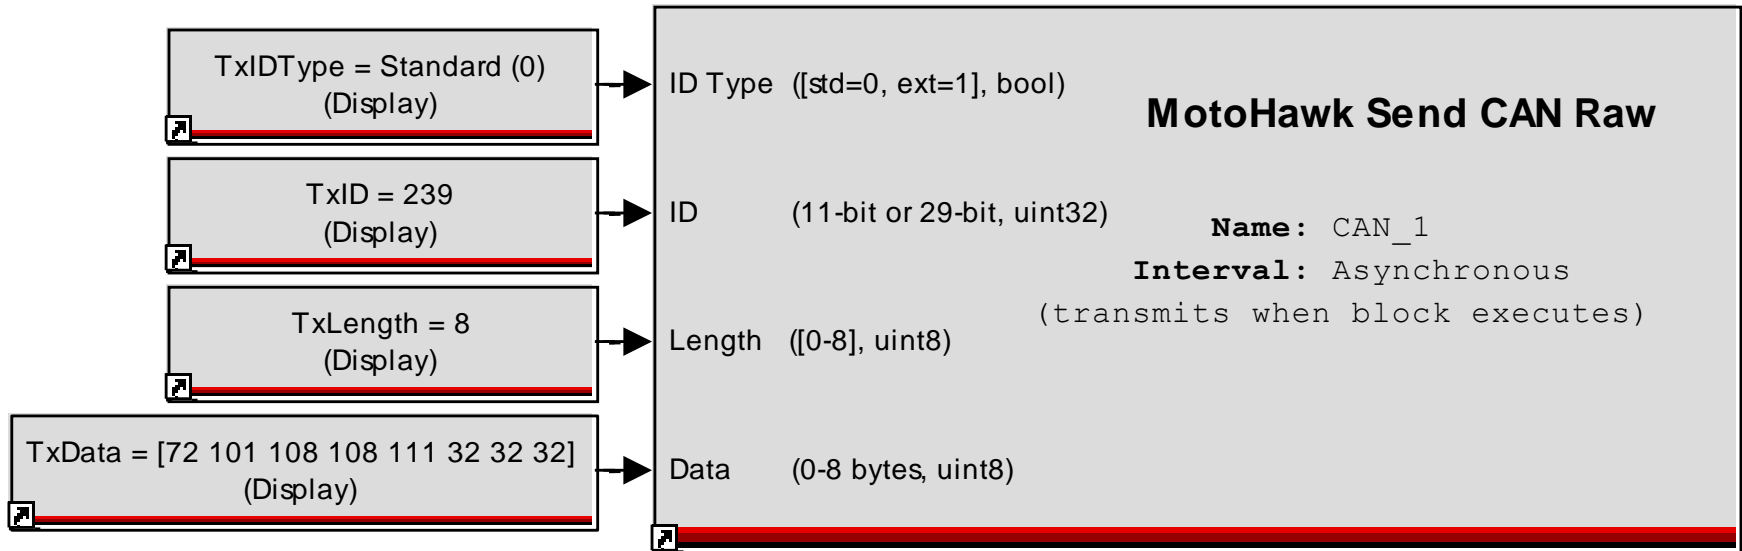 TxIDType = Standard (0)
(Display)
TxID = 239
(Display)
TxLength = 8
(Display)
TxData = [72 101 108 108 111 32 32 32]
(Display)
ID Type ([std=0, ext=1], bool)
ID (11-bit or 29-bit, uint32)
Length ([0-8], uint8)
Data (0-8 bytes, uint8)
MotoHawk Send CAN Raw
Name: CAN_1
Interval: Asynchronous
(transmits when block executes)